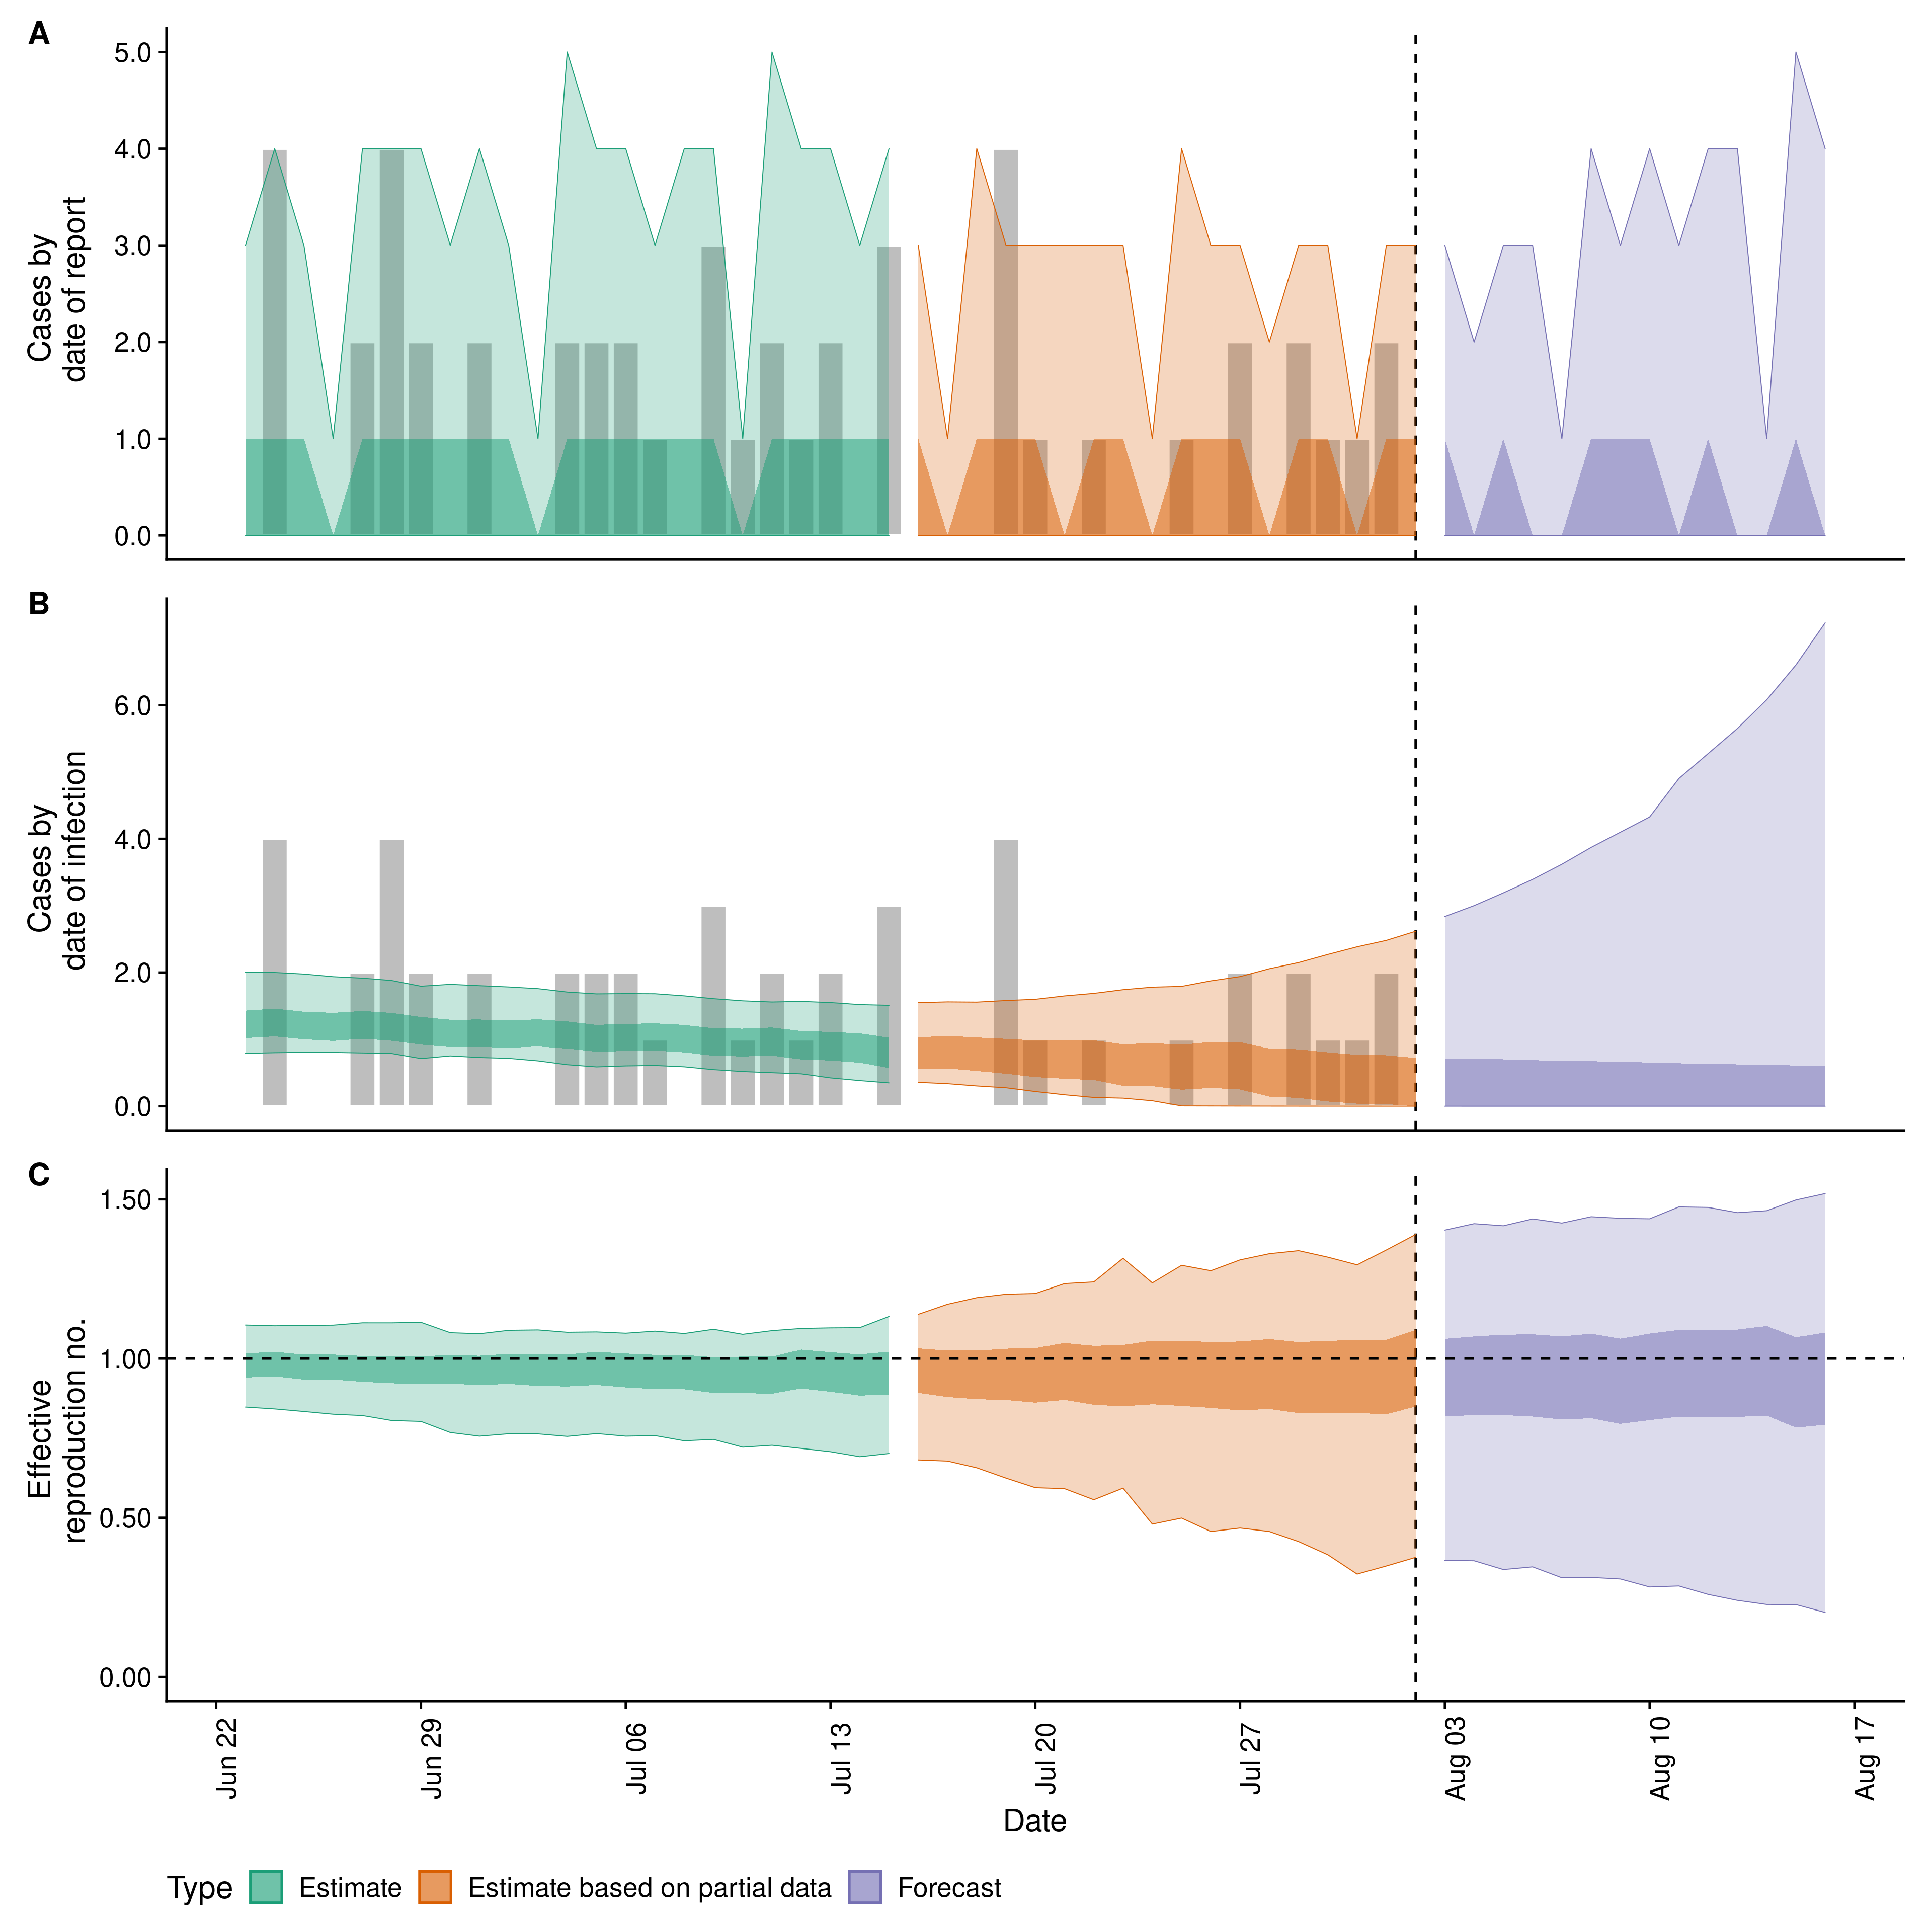 A
5.0
4.0
3.0
2.0
1.0
0.0
Cases by
date of report
B
6.0
4.0
2.0
0.0
Cases by
date of infection
C
1.50
1.00
0.50
0.00
Effective
reproduction no.
Jun 22
Jun 29
Jul 06
Jul 13
Jul 20
Jul 27
Aug 03
Aug 10
Aug 17
Date
Type
Estimate
Estimate based on partial data
Forecast